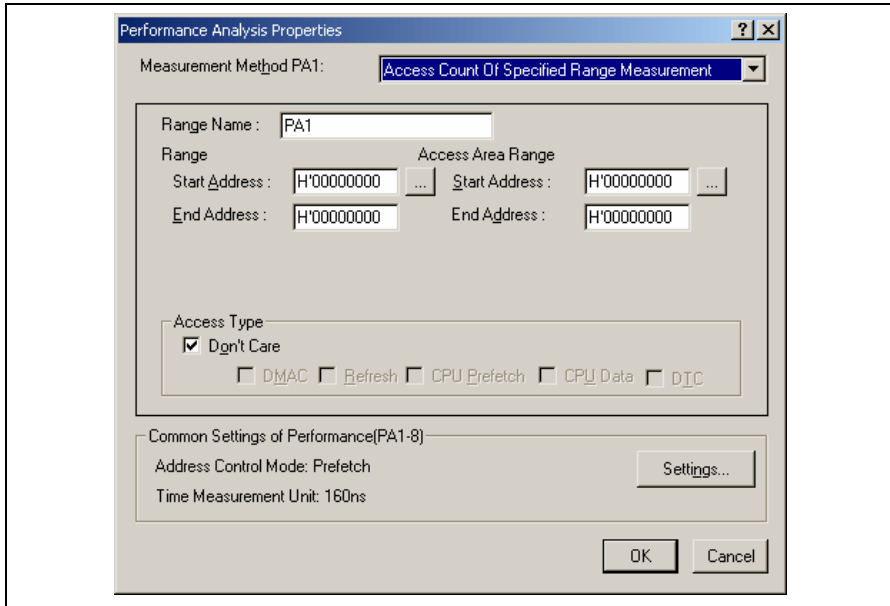 Performance Analysis Properties
Measurement Method PA1: Access Count Of Specified Range Measurement
Range Name : PA1
Range Access Area Range
Start Address : H'00000000 ... Start Address : H'00000000 ...
End Address : H'00000000 End Address : H'00000000
Access Type
Don't Care
DMAC Refresh CPU Prefetch CPU Data DTC
Common Settings of Performance(PA1-8)
Address Control Mode: Prefetch Settings...
Time Measurement Unit: 160ns
OK Cancel